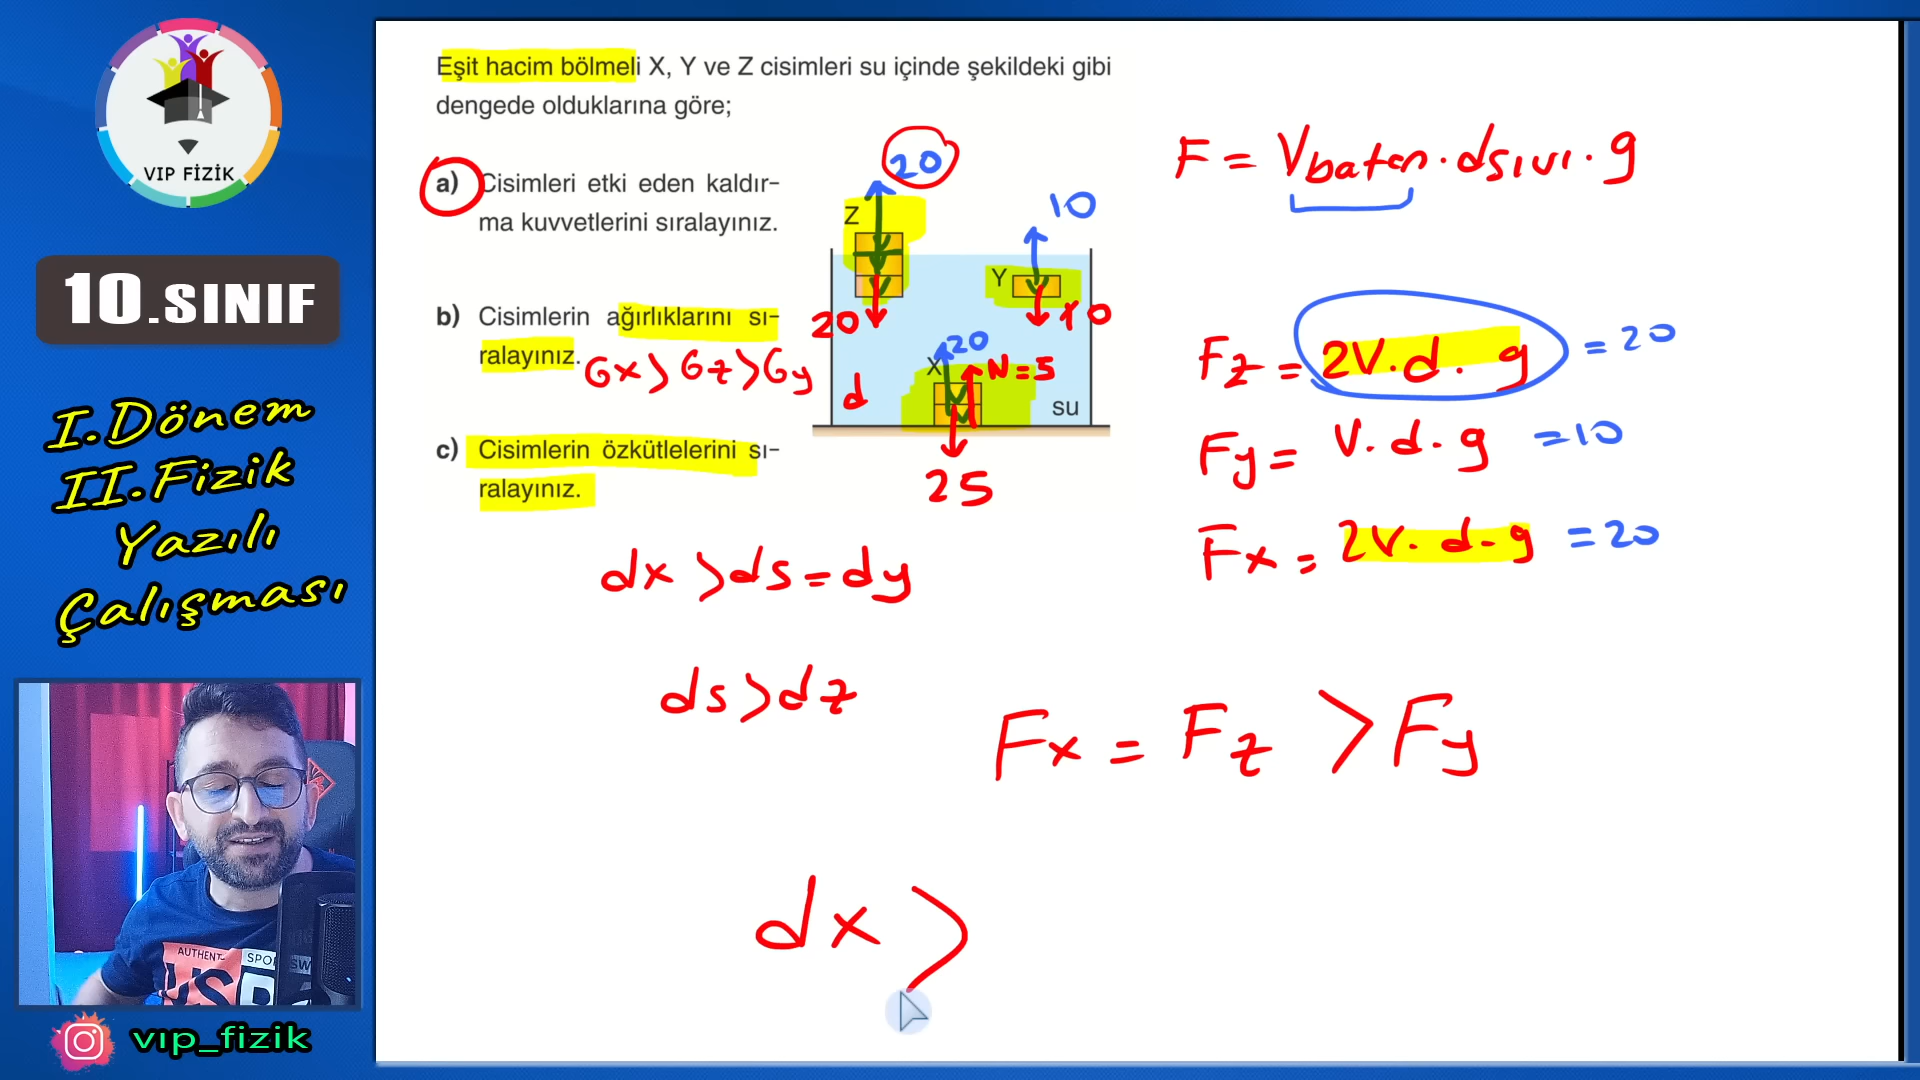 VIP FİZİK
10.SINIF
I.Dönem
II.Fizik
Yazılı
Çalışması
AUTHENT
SPO
vıp_fizik
Eşit hacim bölmeli X, Y ve Z cisimleri su içinde şekildeki gibi
dengede olduklarına göre;
a) Cisimleri etki eden kaldır-
ma kuvvetlerini sıralayınız.
b) Cisimlerin ağırlıklarını sı-
ralayınız. Gx > Gz > Gy
c) Cisimlerin özkütlelerini sı-
ralayınız.
20
Z
10
Y
20
10
20
X
N = 5
d
su
25
F = Vbatan . dsıvı . g
Fz = 2V . d . g = 20
Fy = V . d . g = 10
Fx = 2V . d . g = 20
dx > ds = dy
ds > dz
Fx = Fz > Fy
dx >